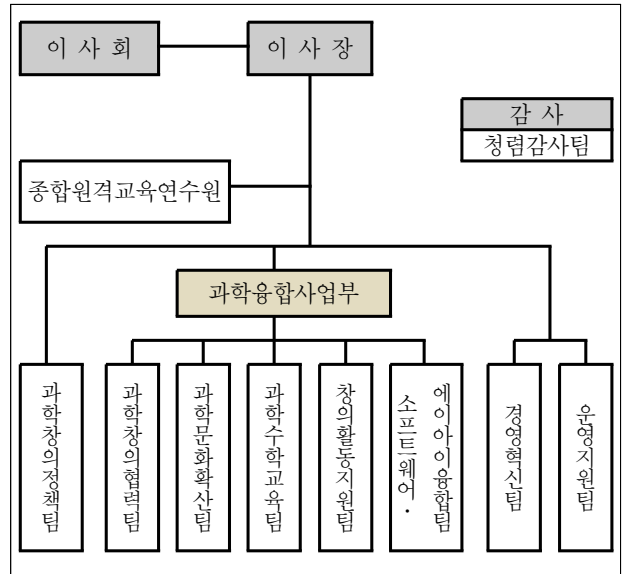 이 사 회
이 사 장
감 사
청렴감사팀
종합원격교육연수원
과학융합사업부
과학창의정책팀
과학창의협력팀
과학문화확산팀
과학수학교육팀
창의활동지원팀
소프트웨어·
에이아이융합팀
경영혁신팀
운영지원팀